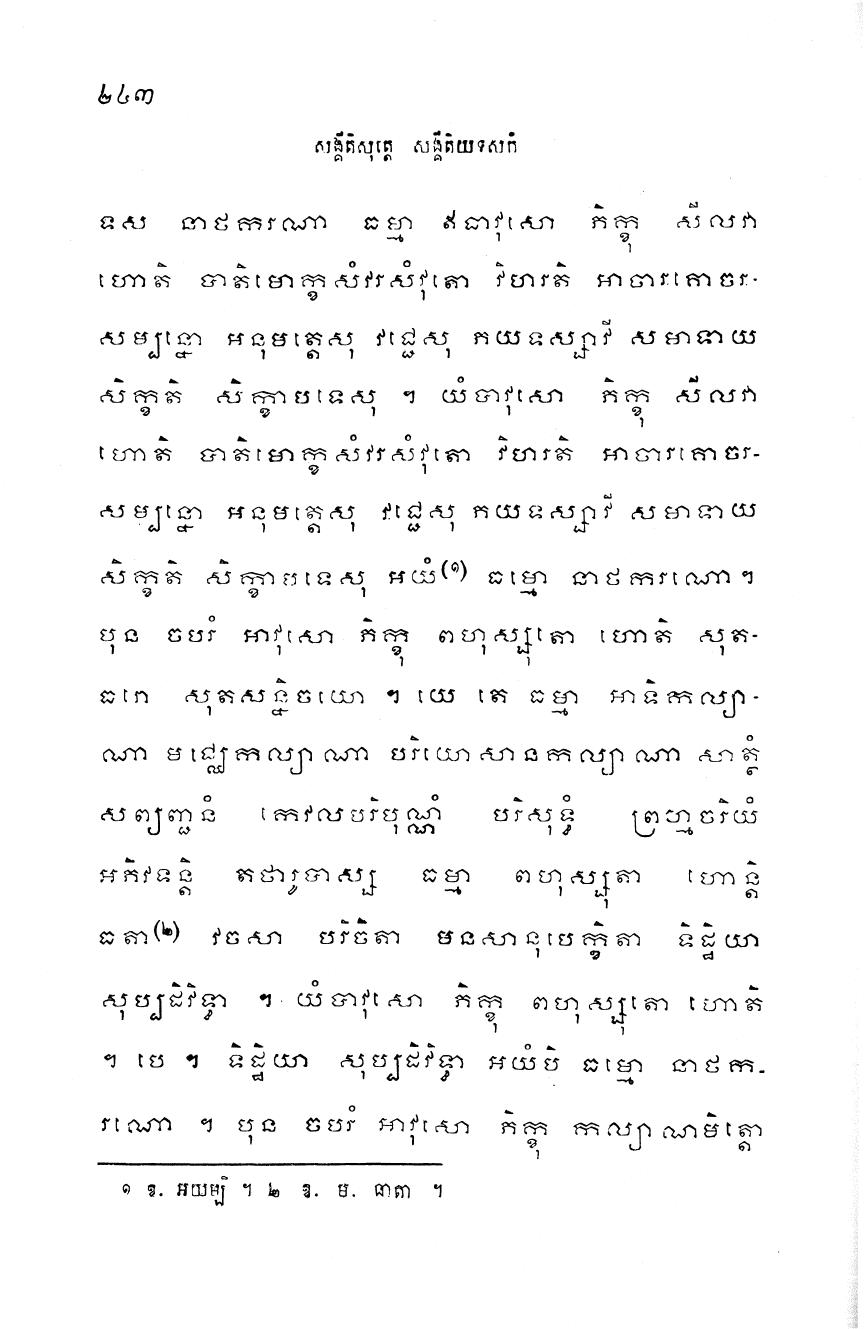 ២៤៣
សង្គីតិសុត្តេ សង្គីតិយទសកំ
ទស នាថករណា ធម្មា ឥធាវុសោ ភិក្ខុ សីលវា
ហោតិ បាតិមោក្ខសំវរសំវុតោ វិហរតិ អាចារគោចរ-
សម្បន្នោ អនុមត្តេសុ វជ្ជេសុ ភយទស្សាវី សមាទាយ
សិក្ខតិ សិក្ខាបទេសុ ។ យំបាវុសោ ភិក្ខុ សីលវា
ហោតិ បាតិមោក្ខសំវរសំវុតោ វិហរតិ អាចារគោចរ-
សម្បន្នោ អនុមត្តេសុ វជ្ជេសុ ភយទស្សាវី សមាទាយ
សិក្ខតិ សិក្ខាបទេសុ អយំ(១) ធម្មោ នាថករណោ។
បុន ចបរំ អាវុសោ ភិក្ខុ ពហុស្សុតោ ហោតិ សុត-
ធរោ សុតសន្និចយោ ។ យេ តេ ធម្មា អាទិកល្យា-
ណា មជ្ឈេកល្យាណា បរិយោសានកល្យាណា សាត្ថំ
សព្យញ្ជនំ កេវលបរិបុណ្ណំ បរិសុទ្ធំ ព្រហ្មចរិយំ
អភិវទន្តិ តថារូបាស្ស ធម្មា ពហុស្សុតា ហោន្តិ
ធតា(២) វចសា បរិចិតា មនសានុបេក្ខិតា ទិដ្ឋិយា
សុប្បដិវិទ្ធា ។ យំបាវុសោ ភិក្ខុ ពហុស្សុតោ ហោតិ
។ បេ ។ ទិដ្ឋិយា សុប្បដិវិទ្ធា អយំបិ ធម្មោ នាថក-
រណោ ។ បុន ចបរំ អាវុសោ ភិក្ខុ កល្យាណមិត្តោ
១ ឱ. អយម្បិ ។ ២ ឱ. ម. ធាតា ។